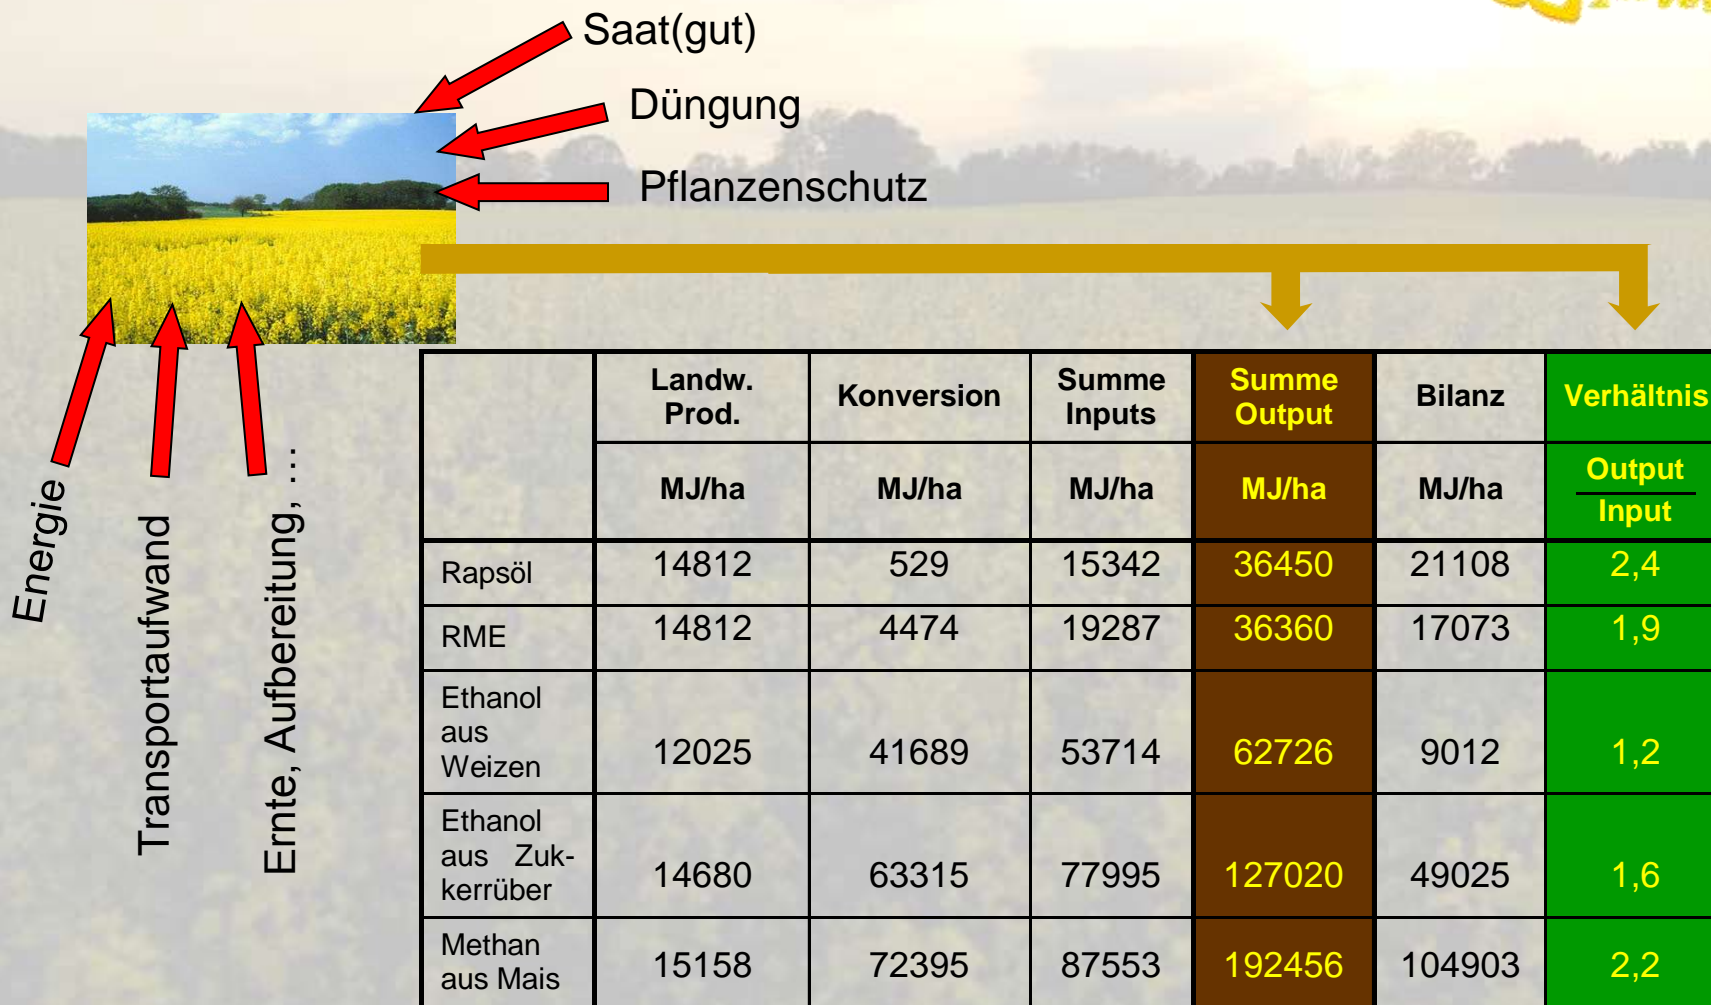 Saat(gut)
Düngung
Pflanzenschutz
Energie
Transportaufwand
Ernte, Aufbereitung, ...
Landw. Prod. Konversion Summe Inputs Summe Output Bilanz Verhältnis
MJ/ha MJ/ha MJ/ha MJ/ha MJ/ha Output Input
Rapsöl 14812 529 15342 36450 21108 2,4
RME 14812 4474 19287 36360 17073 1,9
Ethanol
aus
Weizen 12025 41689 53714 62726 9012 1,2
Ethanol
aus Zuk-
kerrüber 14680 63315 77995 127020 49025 1,6
Methan
aus Mais 15158 72395 87553 192456 104903 2,2